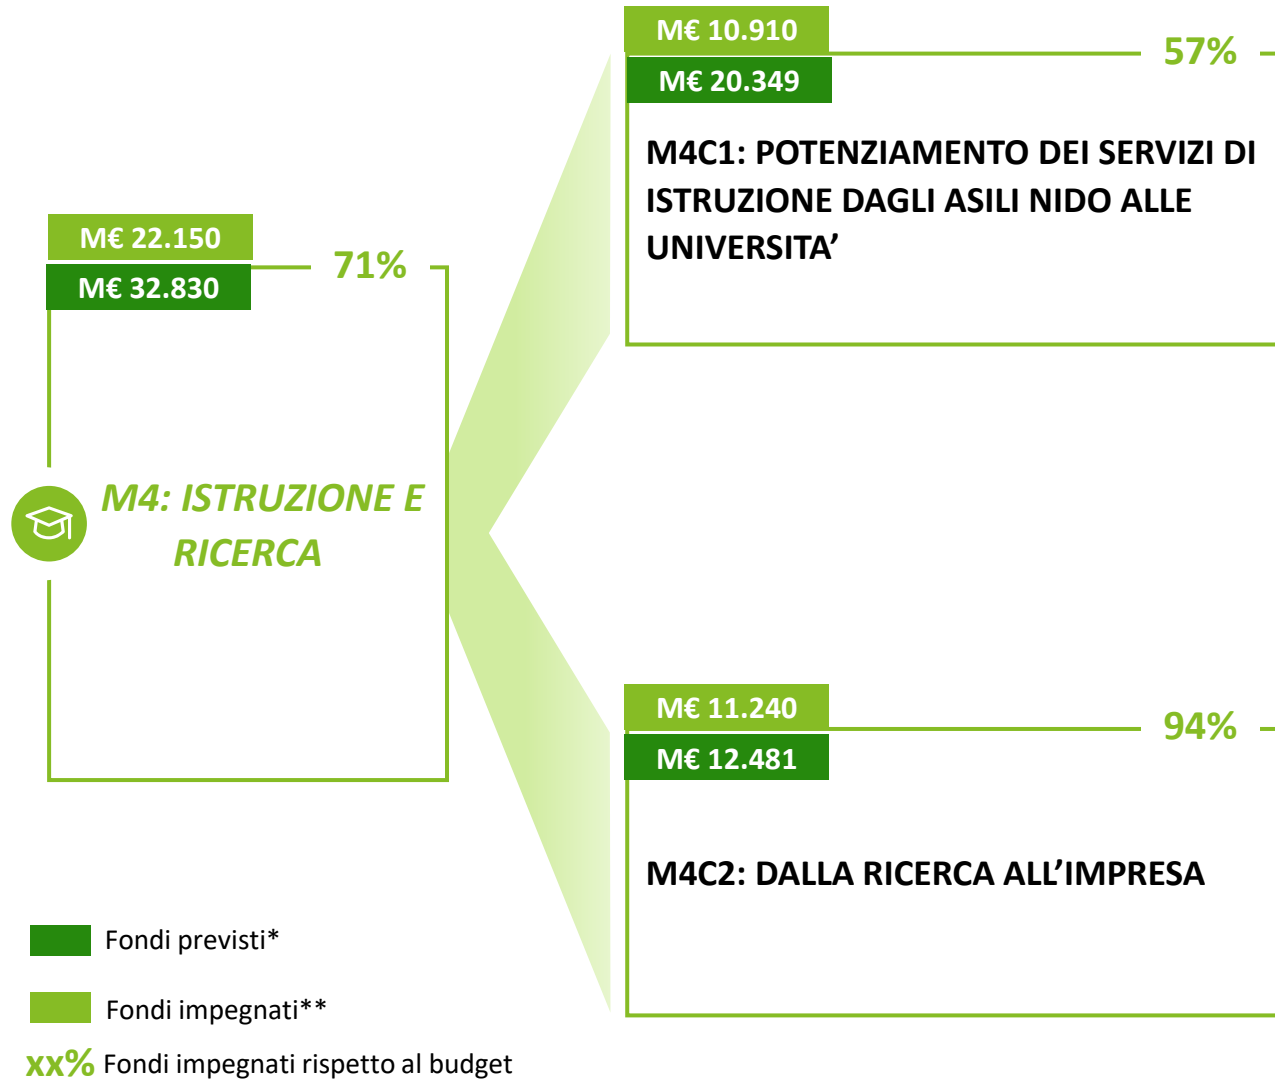 M€ 22.150
M€ 32.830
71%
M4: ISTRUZIONE E
RICERCA
M€ 10.910
M€ 20.349
57%
M4C1: POTENZIAMENTO DEI SERVIZI DI
ISTRUZIONE DAGLI ASILI NIDO ALLE
UNIVERSITA’
M€ 11.240
M€ 12.481
94%
M4C2: DALLA RICERCA ALL’IMPRESA
Fondi previsti*
Fondi impegnati**
xx% Fondi impegnati rispetto al budget